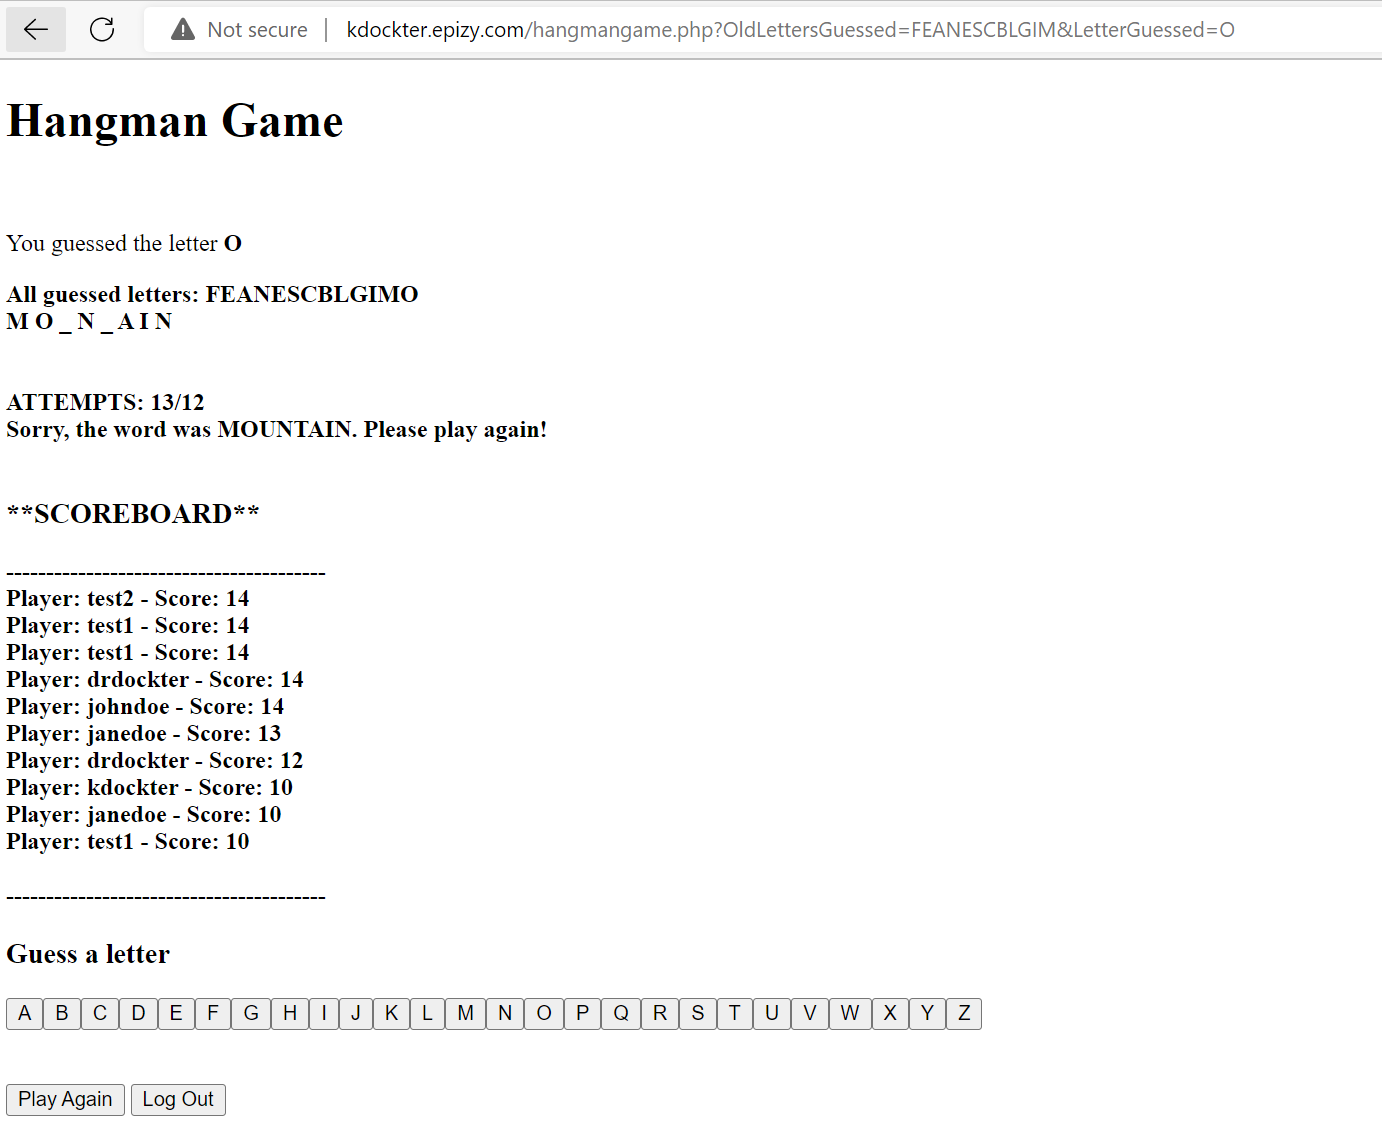 Not secure | kdockter.epizy.com/hangmangame.php?OldLettersGuessed=FEANESCBLGIM&LetterGuessed=O
Hangman Game
You guessed the letter O
All guessed letters: FEANESCBLGIMO
M O _ N _ A I N
ATTEMPTS: 13/12
Sorry, the word was MOUNTAIN. Please play again!
**SCOREBOARD**
----------------------------------------
Player: test2 - Score: 14
Player: test1 - Score: 14
Player: test1 - Score: 14
Player: drdockter - Score: 14
Player: johndoe - Score: 14
Player: janedoe - Score: 13
Player: drdockter - Score: 12
Player: kdockter - Score: 10
Player: janedoe - Score: 10
Player: test1 - Score: 10
----------------------------------------
Guess a letter
A B C D E F G H I J K L M N O P Q R S T U V W X Y Z
Play Again Log Out